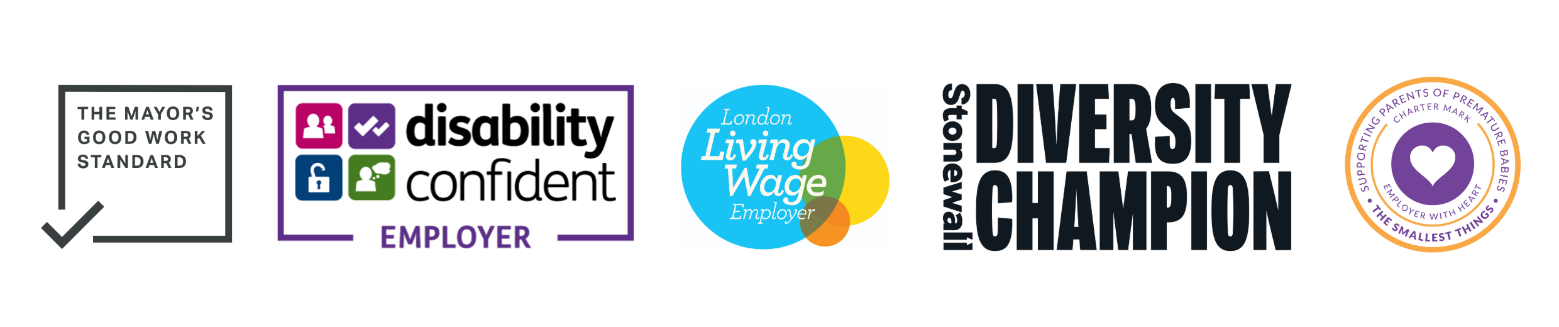 THE MAYOR'S
GOOD WORK
STANDARD
disability
confident
EMPLOYER
London
Living
Wage
Employer
Stonewall
DIVERSITY
CHAMPION
SUPPORTING PARENTS OF PREMATURE BABIES
CHARTER MARK
EMPLOYER WITH HEART
• THE SMALLEST THINGS •